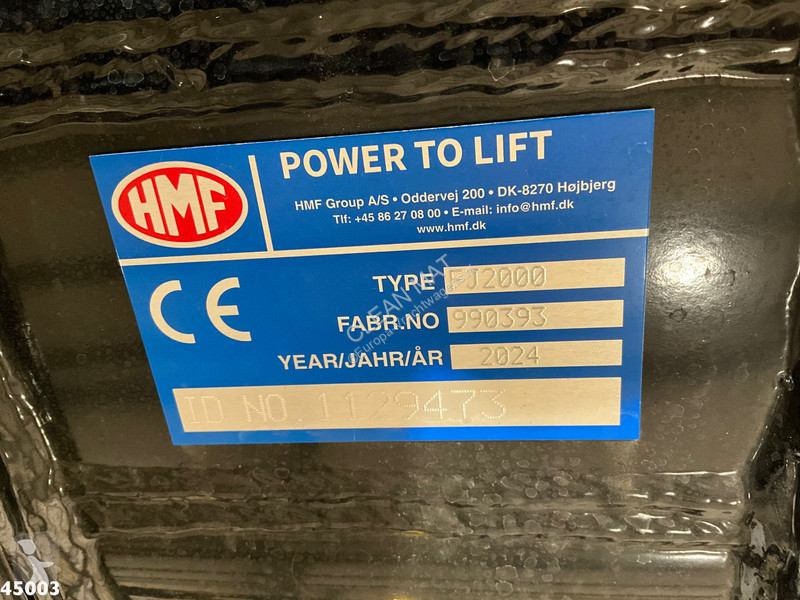 HMF
POWER TO LIFT
HMF Group A/S • Oddervej 200 • DK-8270 Højbjerg
Tlf: +45 86 27 08 00 • E-mail: info@hmf.dk
www.hmf.dk
CE
TYPE FJ2000
FABR.NO 990393
YEAR/JAHR/ÅR 2024
ID NO. 1129473
CLEAN MAT
45003